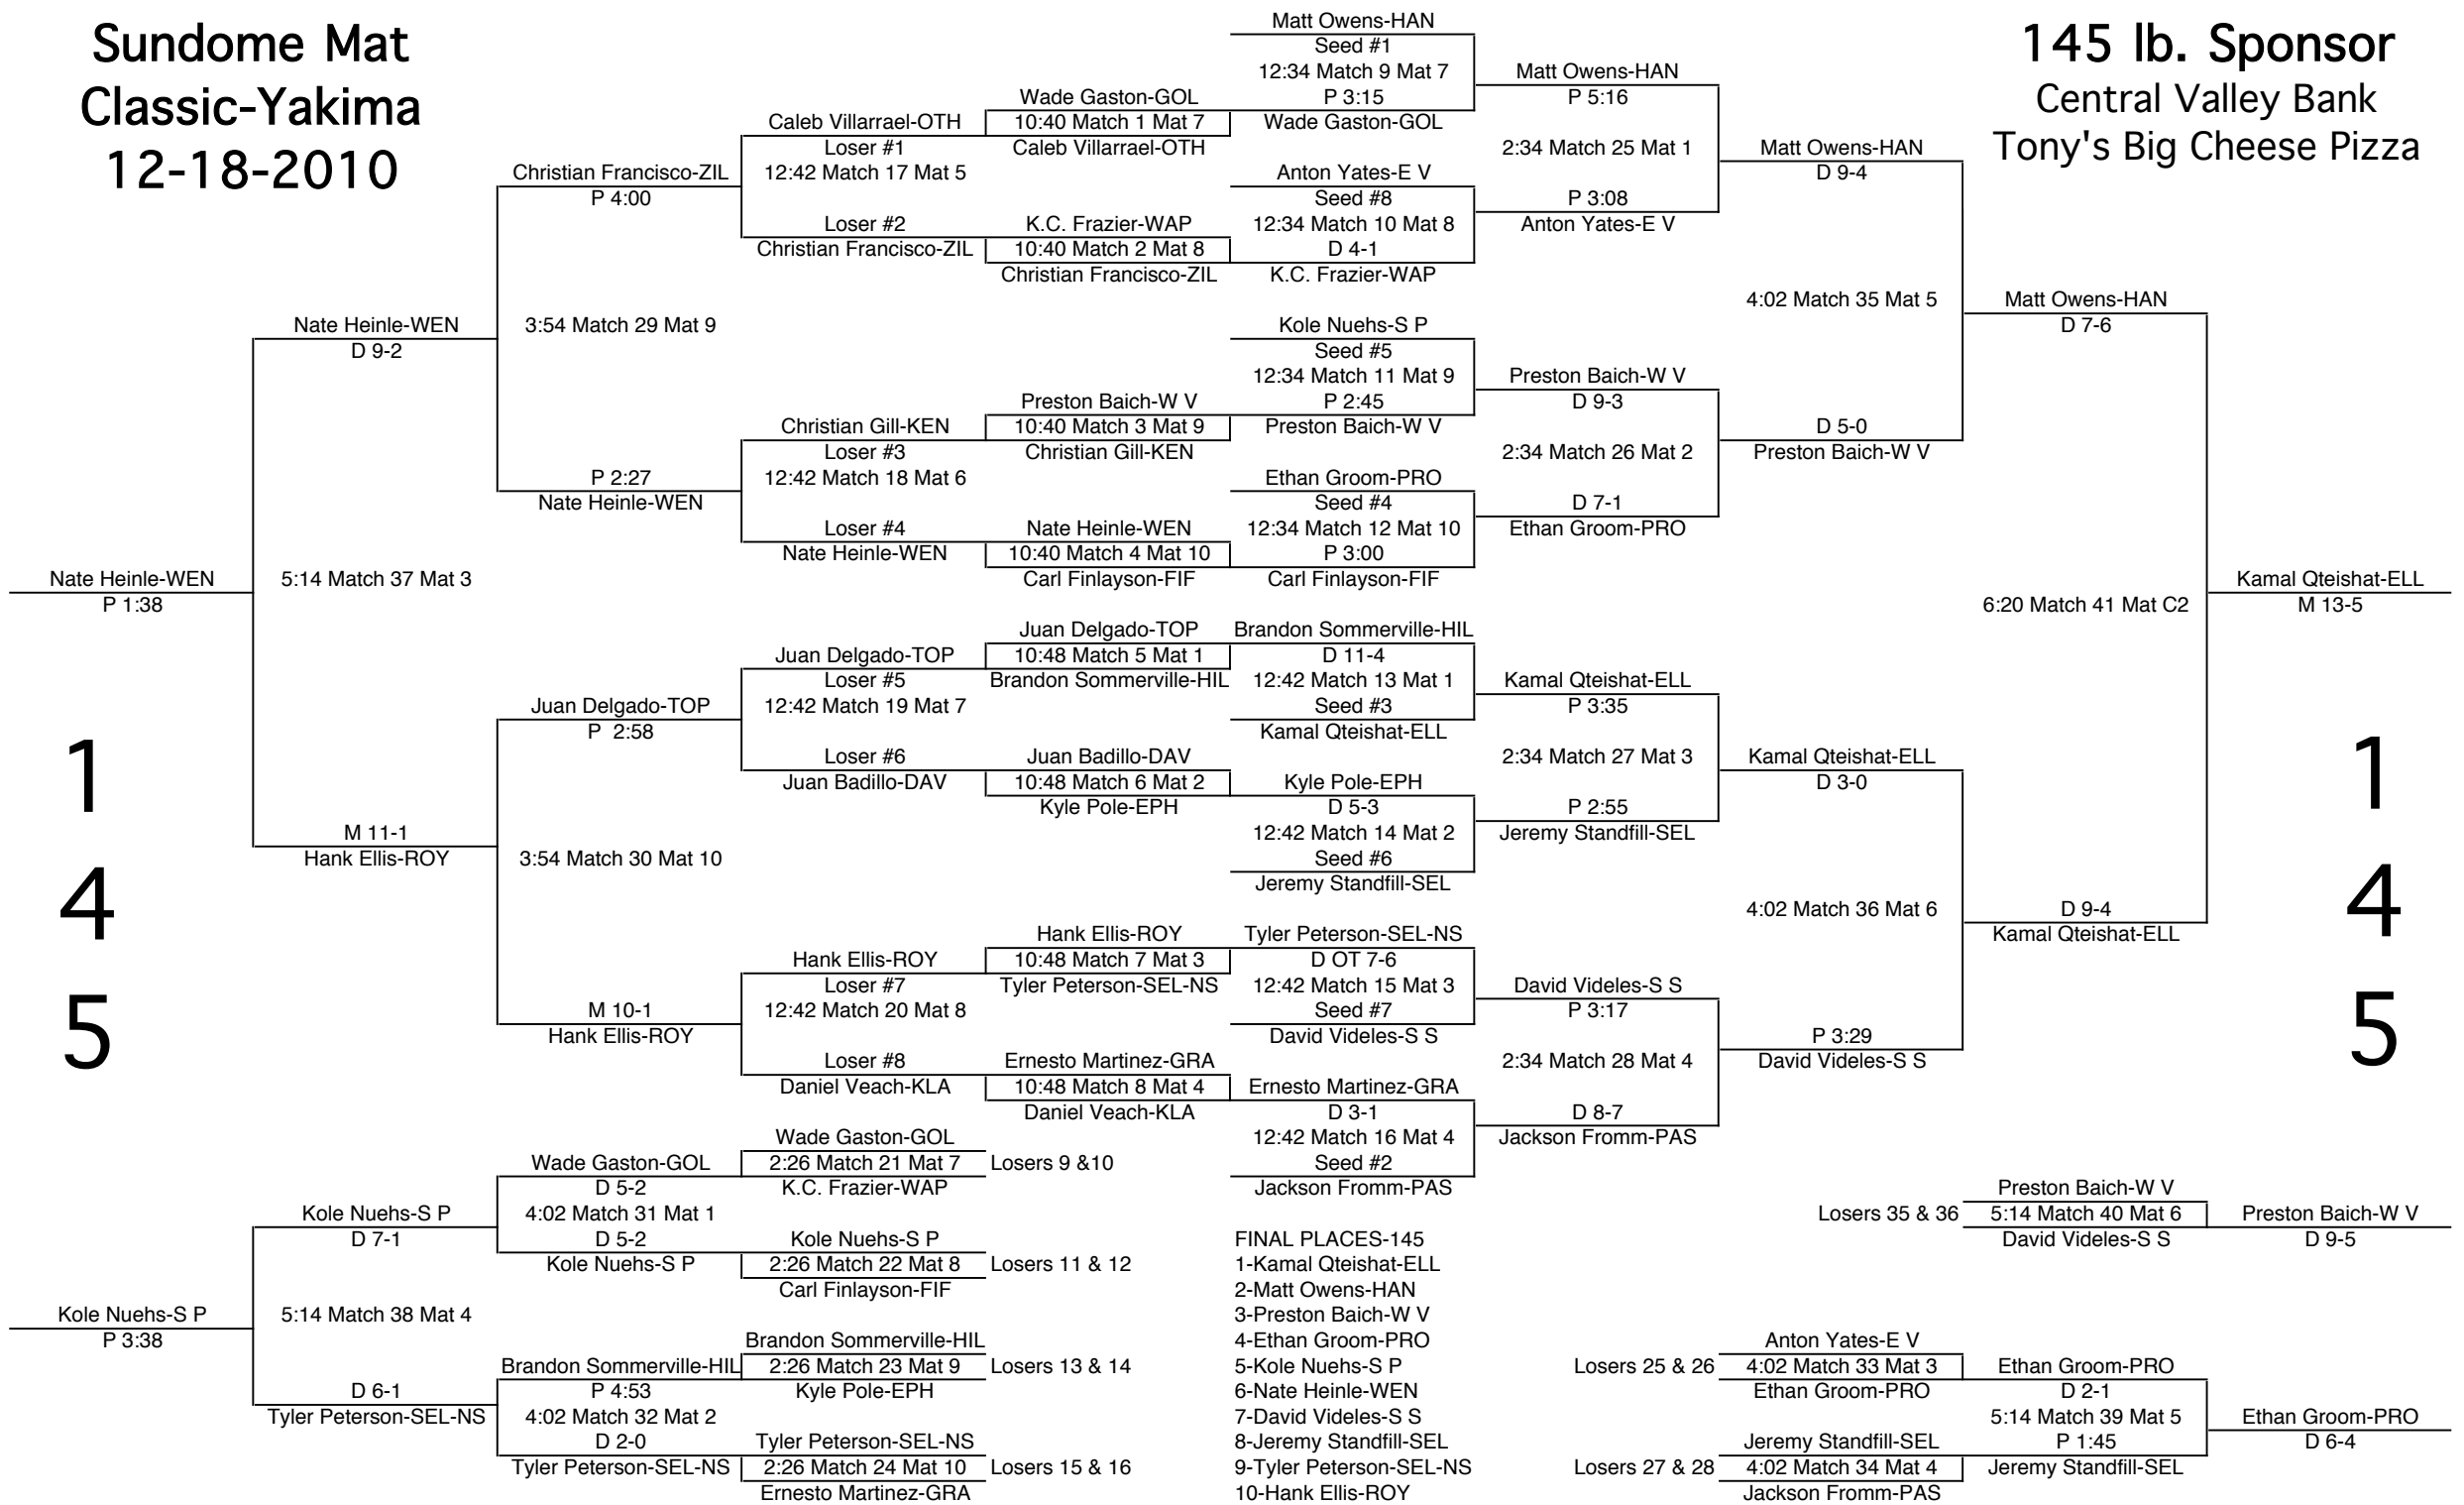 Sundome Mat
Classic-Yakima
12-18-2010
145 lb. Sponsor
Central Valley Bank
Tony's Big Cheese Pizza
Nate Heinle-WEN
P 1:38
1
4
5
Kole Nuehs-S P
P 3:38
Nate Heinle-WEN
D 9-2
5:14 Match 37 Mat 3
M 11-1
Hank Ellis-ROY
Kole Nuehs-S P
D 7-1
5:14 Match 38 Mat 4
D 6-1
Tyler Peterson-SEL-NS
Christian Francisco-ZIL
P 4:00
3:54 Match 29 Mat 9
P 2:27
Nate Heinle-WEN
Juan Delgado-TOP
P 2:58
3:54 Match 30 Mat 10
M 10-1
Hank Ellis-ROY
Wade Gaston-GOL
D 5-2
4:02 Match 31 Mat 1
D 5-2
Kole Nuehs-S P
Brandon Sommerville-HIL
P 4:53
4:02 Match 32 Mat 2
D 2-0
Tyler Peterson-SEL-NS
Caleb Villarrael-OTH
Loser #1
12:42 Match 17 Mat 5
Loser #2
Christian Francisco-ZIL
Christian Gill-KEN
Loser #3
12:42 Match 18 Mat 6
Loser #4
Nate Heinle-WEN
Juan Delgado-TOP
Loser #5
12:42 Match 19 Mat 7
Loser #6
Juan Badillo-DAV
Hank Ellis-ROY
Loser #7
12:42 Match 20 Mat 8
Loser #8
Daniel Veach-KLA
Wade Gaston-GOL
2:26 Match 21 Mat 7
Losers 9 &10
K.C. Frazier-WAP
Kole Nuehs-S P
2:26 Match 22 Mat 8
Losers 11 & 12
Carl Finlayson-FIF
Brandon Sommerville-HIL
2:26 Match 23 Mat 9
Losers 13 & 14
Kyle Pole-EPH
Tyler Peterson-SEL-NS
2:26 Match 24 Mat 10
Losers 15 & 16
Ernesto Martinez-GRA
Wade Gaston-GOL
10:40 Match 1 Mat 7
Caleb Villarrael-OTH
K.C. Frazier-WAP
10:40 Match 2 Mat 8
Christian Francisco-ZIL
Preston Baich-W V
10:40 Match 3 Mat 9
Christian Gill-KEN
Nate Heinle-WEN
10:40 Match 4 Mat 10
Carl Finlayson-FIF
Juan Delgado-TOP
10:48 Match 5 Mat 1
Brandon Sommerville-HIL
Juan Badillo-DAV
10:48 Match 6 Mat 2
Kyle Pole-EPH
Hank Ellis-ROY
10:48 Match 7 Mat 3
Tyler Peterson-SEL-NS
Ernesto Martinez-GRA
10:48 Match 8 Mat 4
Daniel Veach-KLA
Matt Owens-HAN
Seed #1
12:34 Match 9 Mat 7
P 3:15
Wade Gaston-GOL
Anton Yates-E V
Seed #8
12:34 Match 10 Mat 8
D 4-1
K.C. Frazier-WAP
Kole Nuehs-S P
Seed #5
12:34 Match 11 Mat 9
P 2:45
Preston Baich-W V
Ethan Groom-PRO
Seed #4
12:34 Match 12 Mat 10
P 3:00
Carl Finlayson-FIF
Brandon Sommerville-HIL
D 11-4
12:42 Match 13 Mat 1
Seed #3
Kamal Qteishat-ELL
Kyle Pole-EPH
D 5-3
12:42 Match 14 Mat 2
Seed #6
Jeremy Standfill-SEL
Tyler Peterson-SEL-NS
D OT 7-6
12:42 Match 15 Mat 3
Seed #7
David Videles-S S
Ernesto Martinez-GRA
D 3-1
12:42 Match 16 Mat 4
Seed #2
Jackson Fromm-PAS
FINAL PLACES-145
1-Kamal Qteishat-ELL
2-Matt Owens-HAN
3-Preston Baich-W V
4-Ethan Groom-PRO
5-Kole Nuehs-S P
6-Nate Heinle-WEN
7-David Videles-S S
8-Jeremy Standfill-SEL
9-Tyler Peterson-SEL-NS
10-Hank Ellis-ROY
Matt Owens-HAN
P 5:16
2:34 Match 25 Mat 1
P 3:08
Anton Yates-E V
Preston Baich-W V
D 9-3
2:34 Match 26 Mat 2
D 7-1
Ethan Groom-PRO
Kamal Qteishat-ELL
P 3:35
2:34 Match 27 Mat 3
P 2:55
Jeremy Standfill-SEL
David Videles-S S
P 3:17
2:34 Match 28 Mat 4
D 8-7
Jackson Fromm-PAS
Matt Owens-HAN
D 9-4
4:02 Match 35 Mat 5
D 5-0
Preston Baich-W V
Kamal Qteishat-ELL
D 3-0
4:02 Match 36 Mat 6
P 3:29
David Videles-S S
Matt Owens-HAN
D 7-6
6:20 Match 41 Mat C2
D 9-4
Kamal Qteishat-ELL
Kamal Qteishat-ELL
M 13-5
1
4
5
Preston Baich-W V
Losers 35 & 36
5:14 Match 40 Mat 6
David Videles-S S
Preston Baich-W V
D 9-5
Anton Yates-E V
Losers 25 & 26
4:02 Match 33 Mat 3
Ethan Groom-PRO
Jeremy Standfill-SEL
Losers 27 & 28
4:02 Match 34 Mat 4
Jackson Fromm-PAS
Ethan Groom-PRO
D 2-1
5:14 Match 39 Mat 5
P 1:45
Jeremy Standfill-SEL
Ethan Groom-PRO
D 6-4